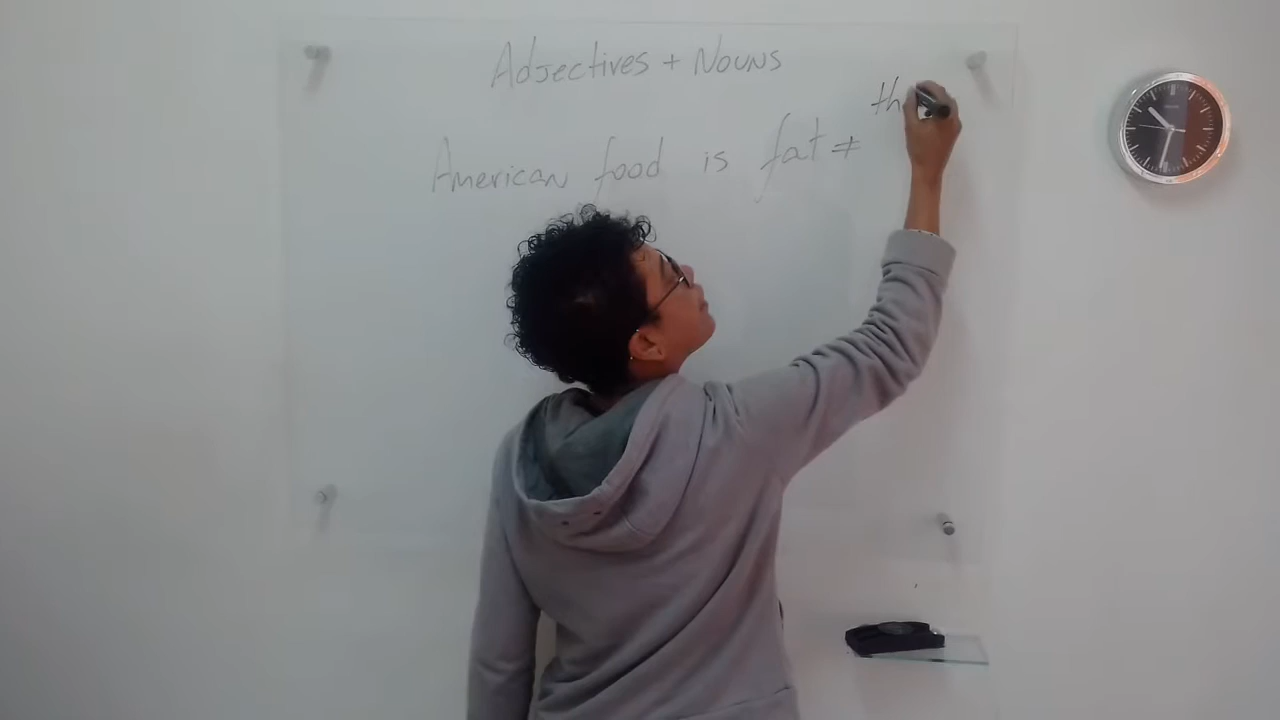 Adjectives + Nouns
American food is fat ≠ th